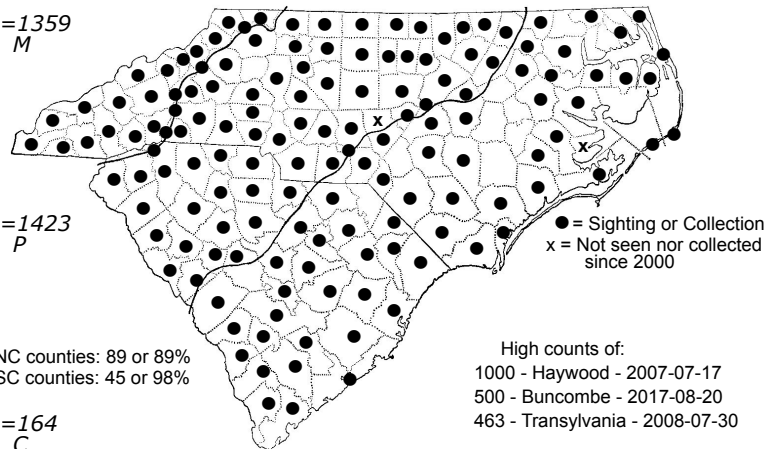 =1359
M
x
x
=1423
P
● = Sighting or Collection
x = Not seen nor collected
since 2000
NC counties: 89 or 89%
SC counties: 45 or 98%
High counts of:
1000 - Haywood - 2007-07-17
500 - Buncombe - 2017-08-20
463 - Transylvania - 2008-07-30
=164
C